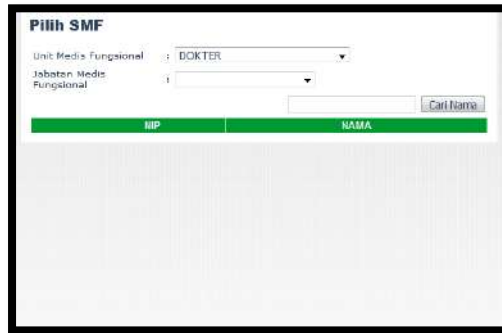 Pilih SMF
Unit Medis Fungsional : DOKTER
Jabatan Medis Fungsional :
Cari Nama
NIP NAMA